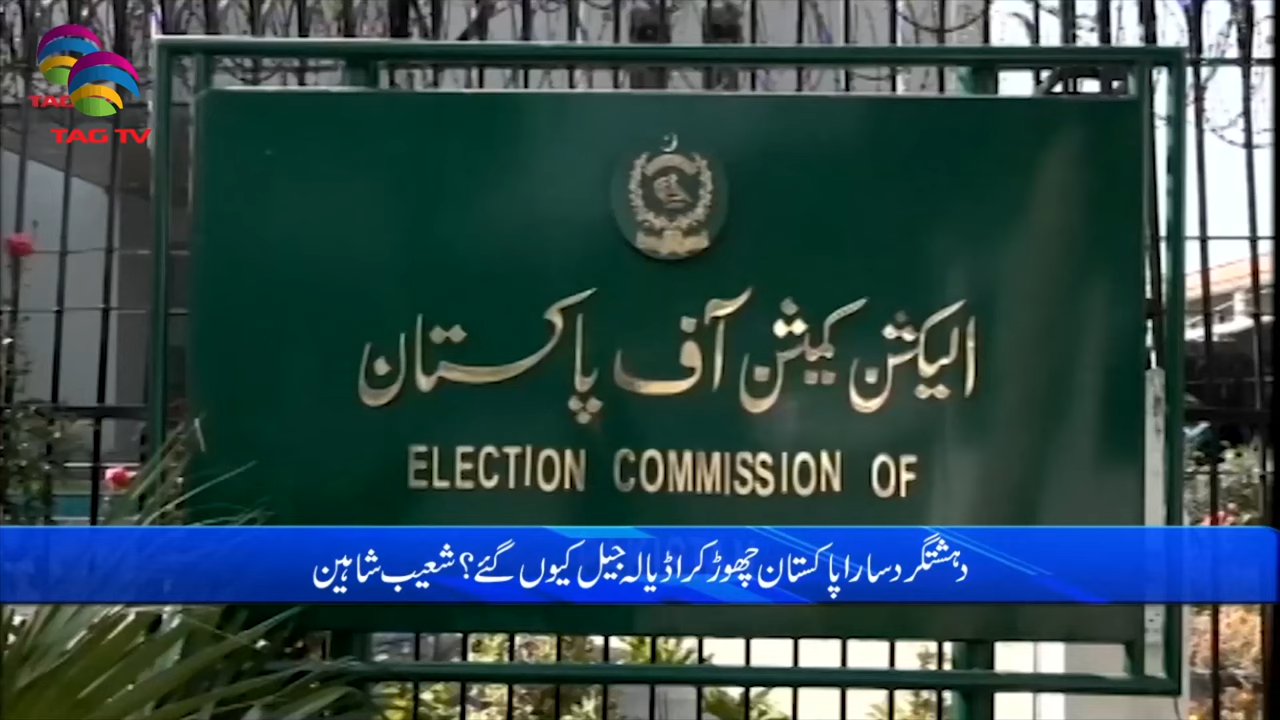 TAG
TAG TV
الیکشن کمیشن آف پاکستان
ELECTION COMMISSION OF
دہشتگرد سارا پاکستان چھوڑ کر اڈیالہ جیل کیوں گئے؟ شعیب شاہین